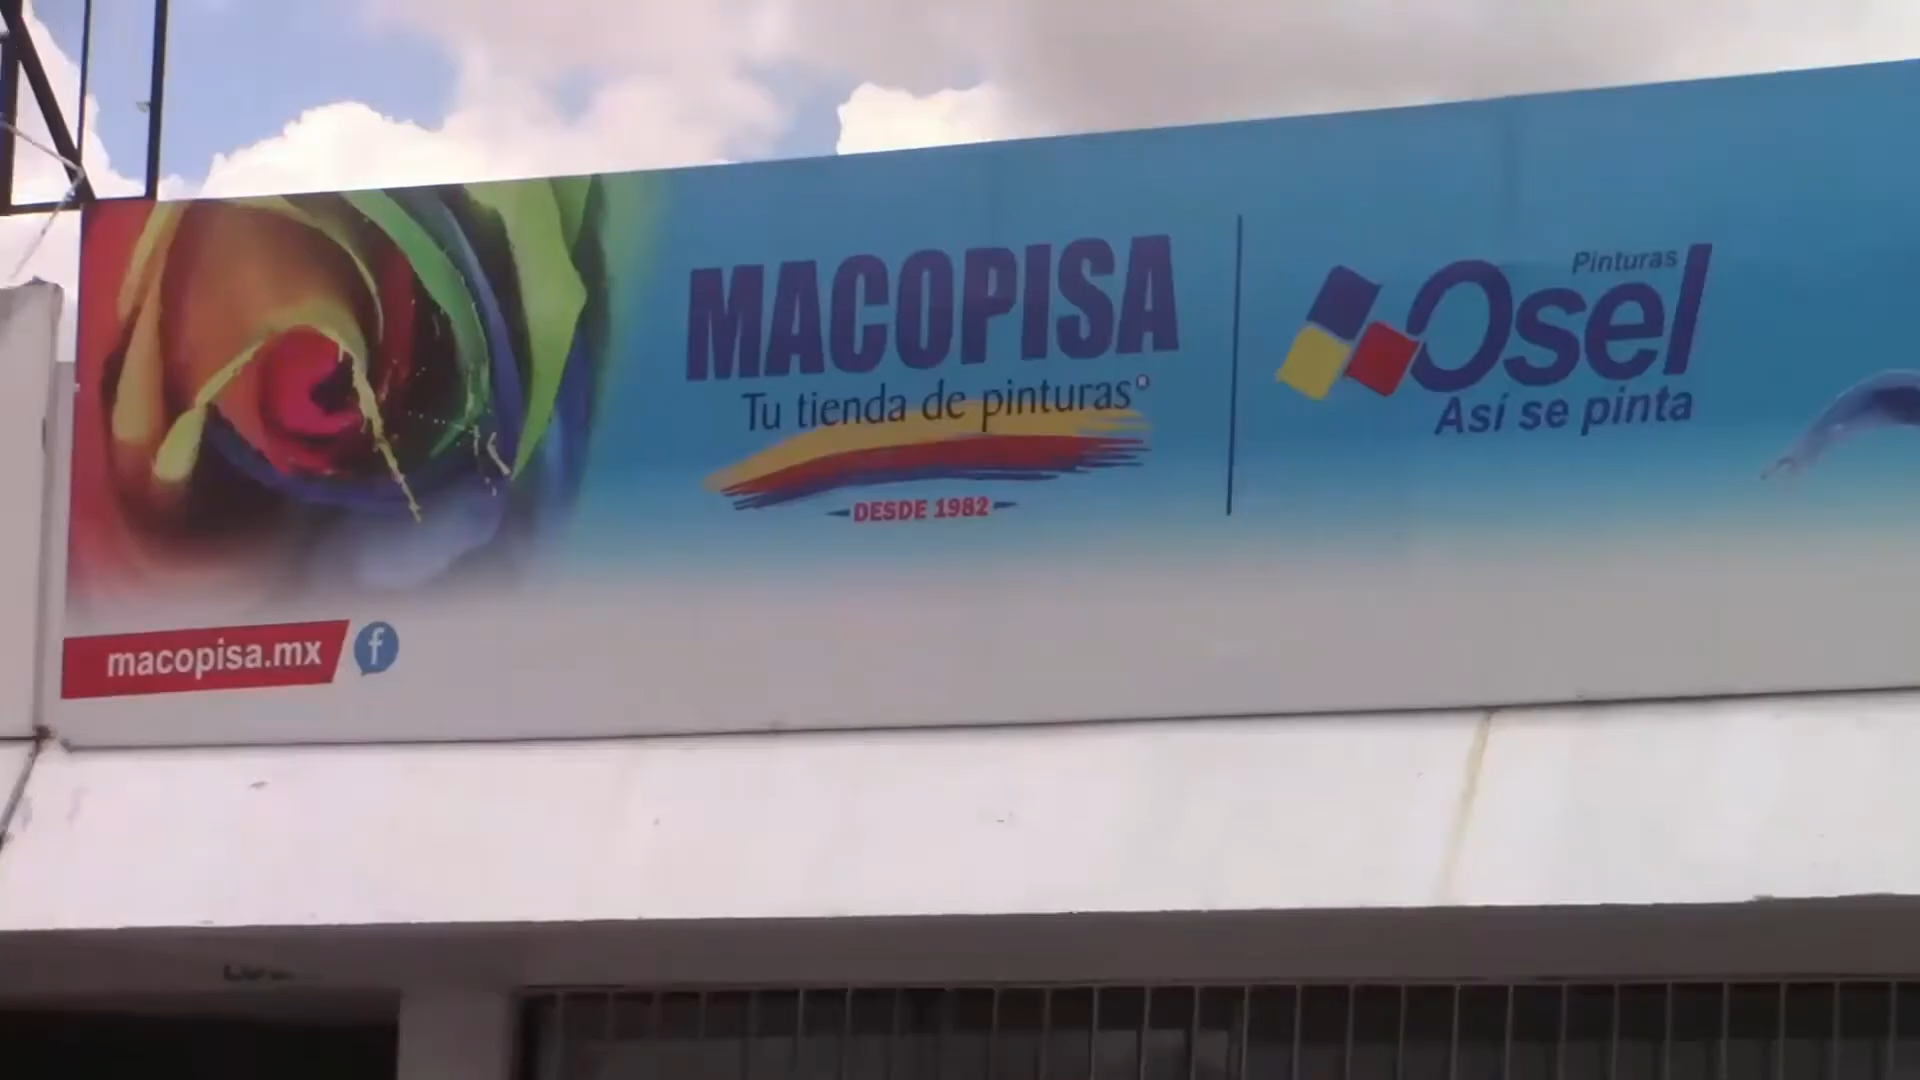 MACOPISA
Tu tienda de pinturas®
DESDE 1982
Pinturas
Osel
Así se pinta
macopisa.mx